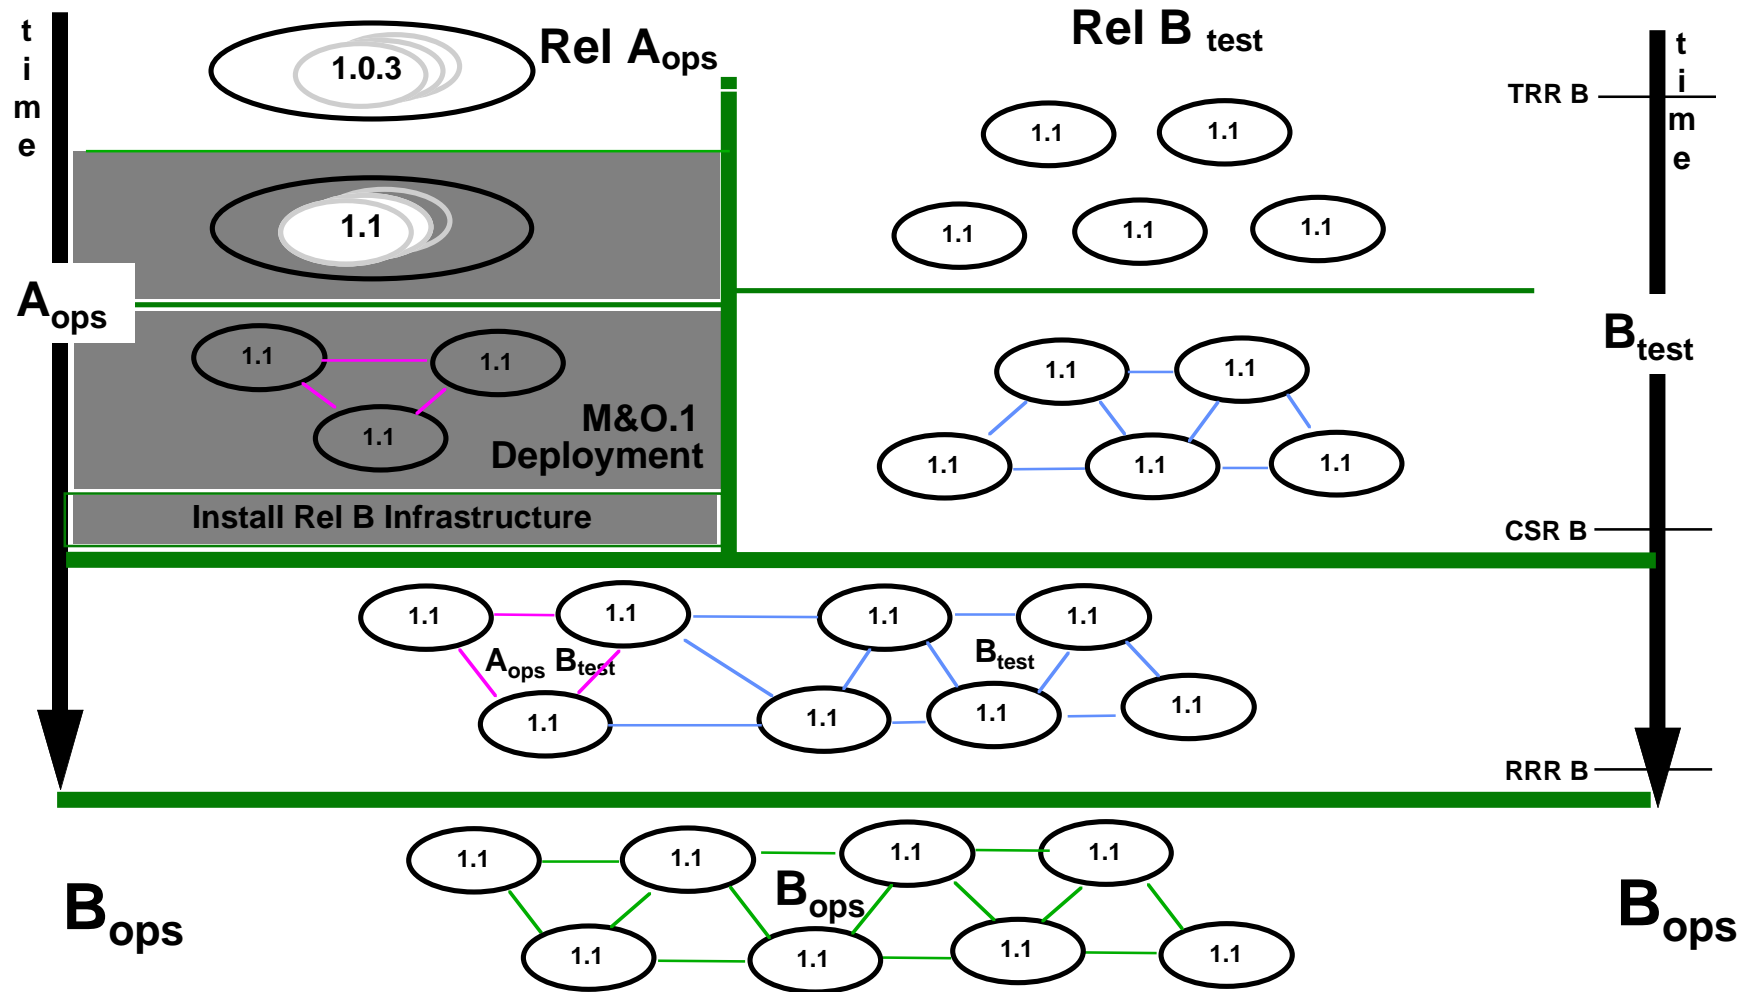 time
Rel Aops
Rel B test
time
1.0.3
TRR B
1.1 1.1
1.1
1.1 1.1 1.1
Aops
Btest
1.1 1.1
1.1
1.1 1.1
1.1 1.1 1.1
M&O.1
Deployment
Install Rel B Infrastructure
CSR B
1.1 1.1 1.1 1.1
Aops Btest
Btest
1.1 1.1 1.1 1.1
RRR B
1.1 1.1 1.1 1.1
Bops
Bops
Bops
1.1 1.1 1.1 1.1